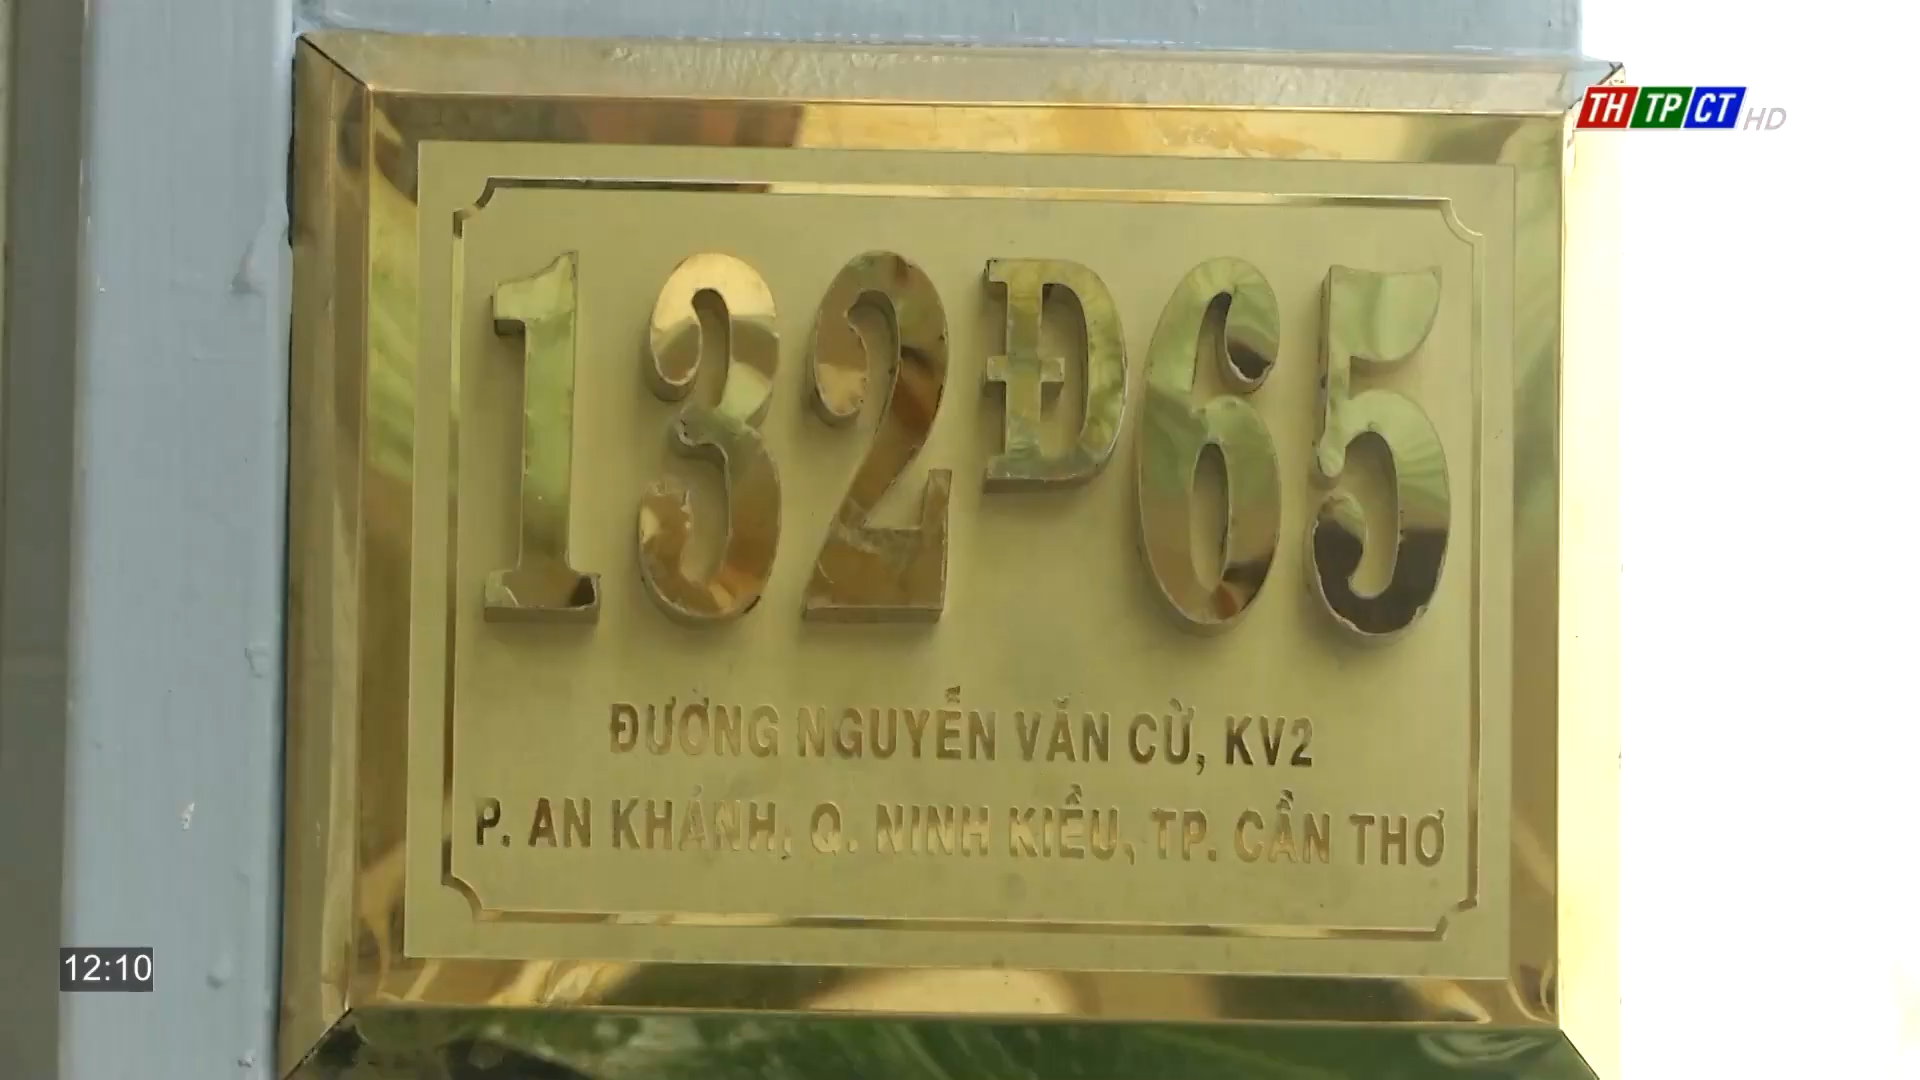 THTPCT HD
132Đ65
ĐƯỜNG NGUYỄN VĂN CỪ, KV2
P. AN KHÁNH, Q. NINH KIỀU, TP. CẦN THƠ
12:10